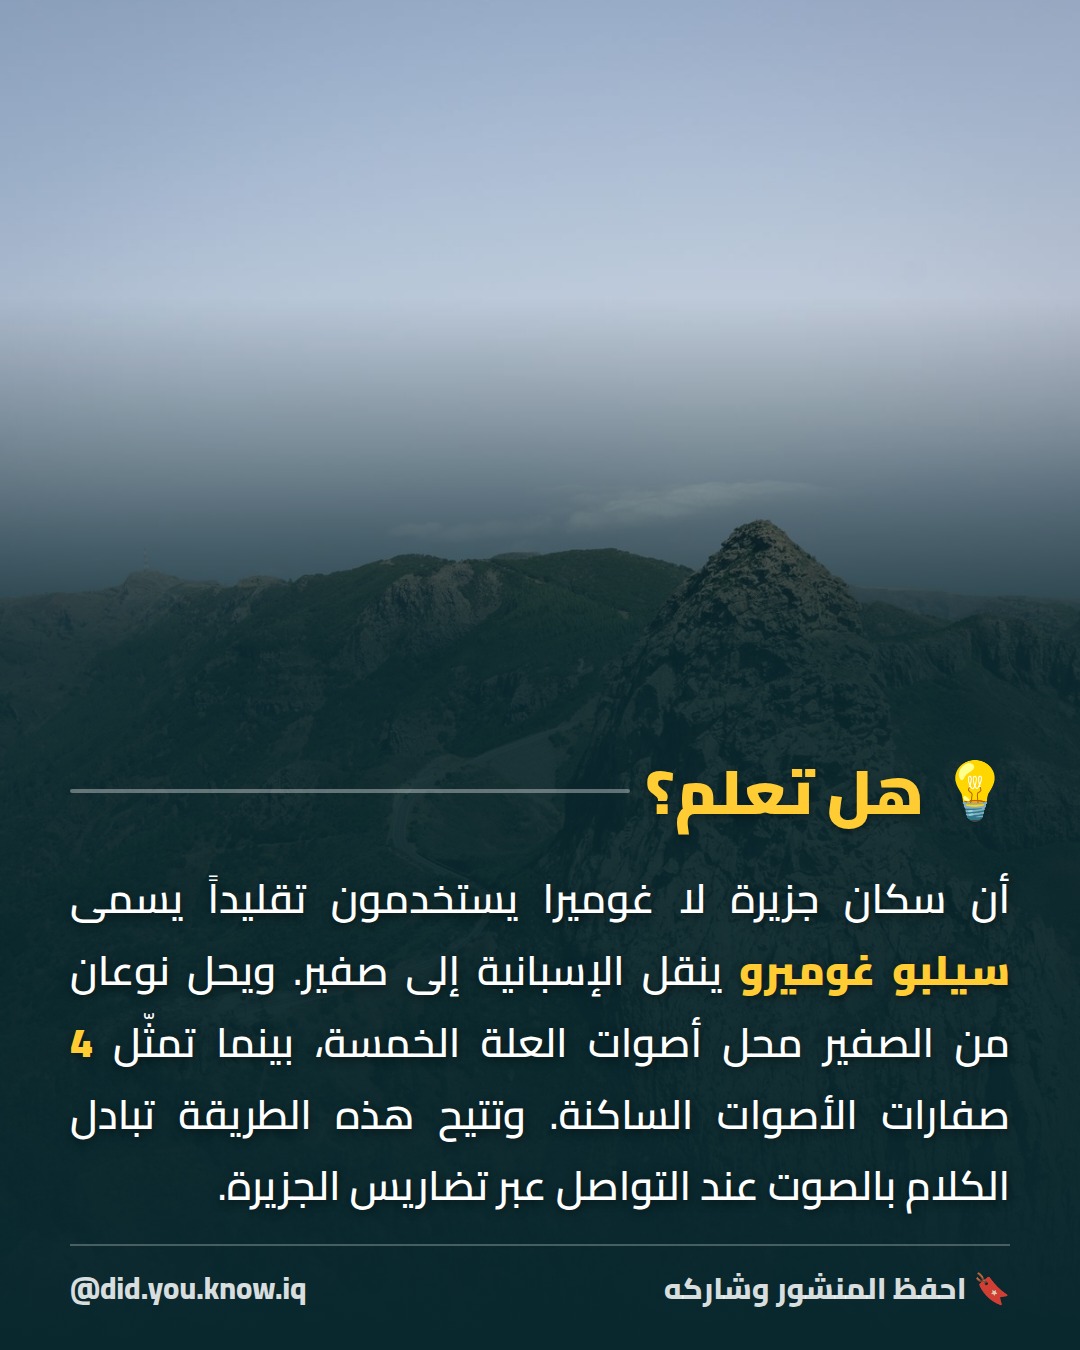 هل تعلم؟
أن سكان جزيرة لا غوميرا يستخدمون تقليداً يسمى
سيلبو غوميرو ينقل الإسبانية إلى صفير. ويحل نوعان
من الصفير محل أصوات العلة الخمسة، بينما تمثّل 4
صفارات الأصوات الساكنة. وتتيح هذه الطريقة تبادل
الكلام بالصوت عند التواصل عبر تضاريس الجزيرة.
احفظ المنشور وشاركه
@did.you.know.iq